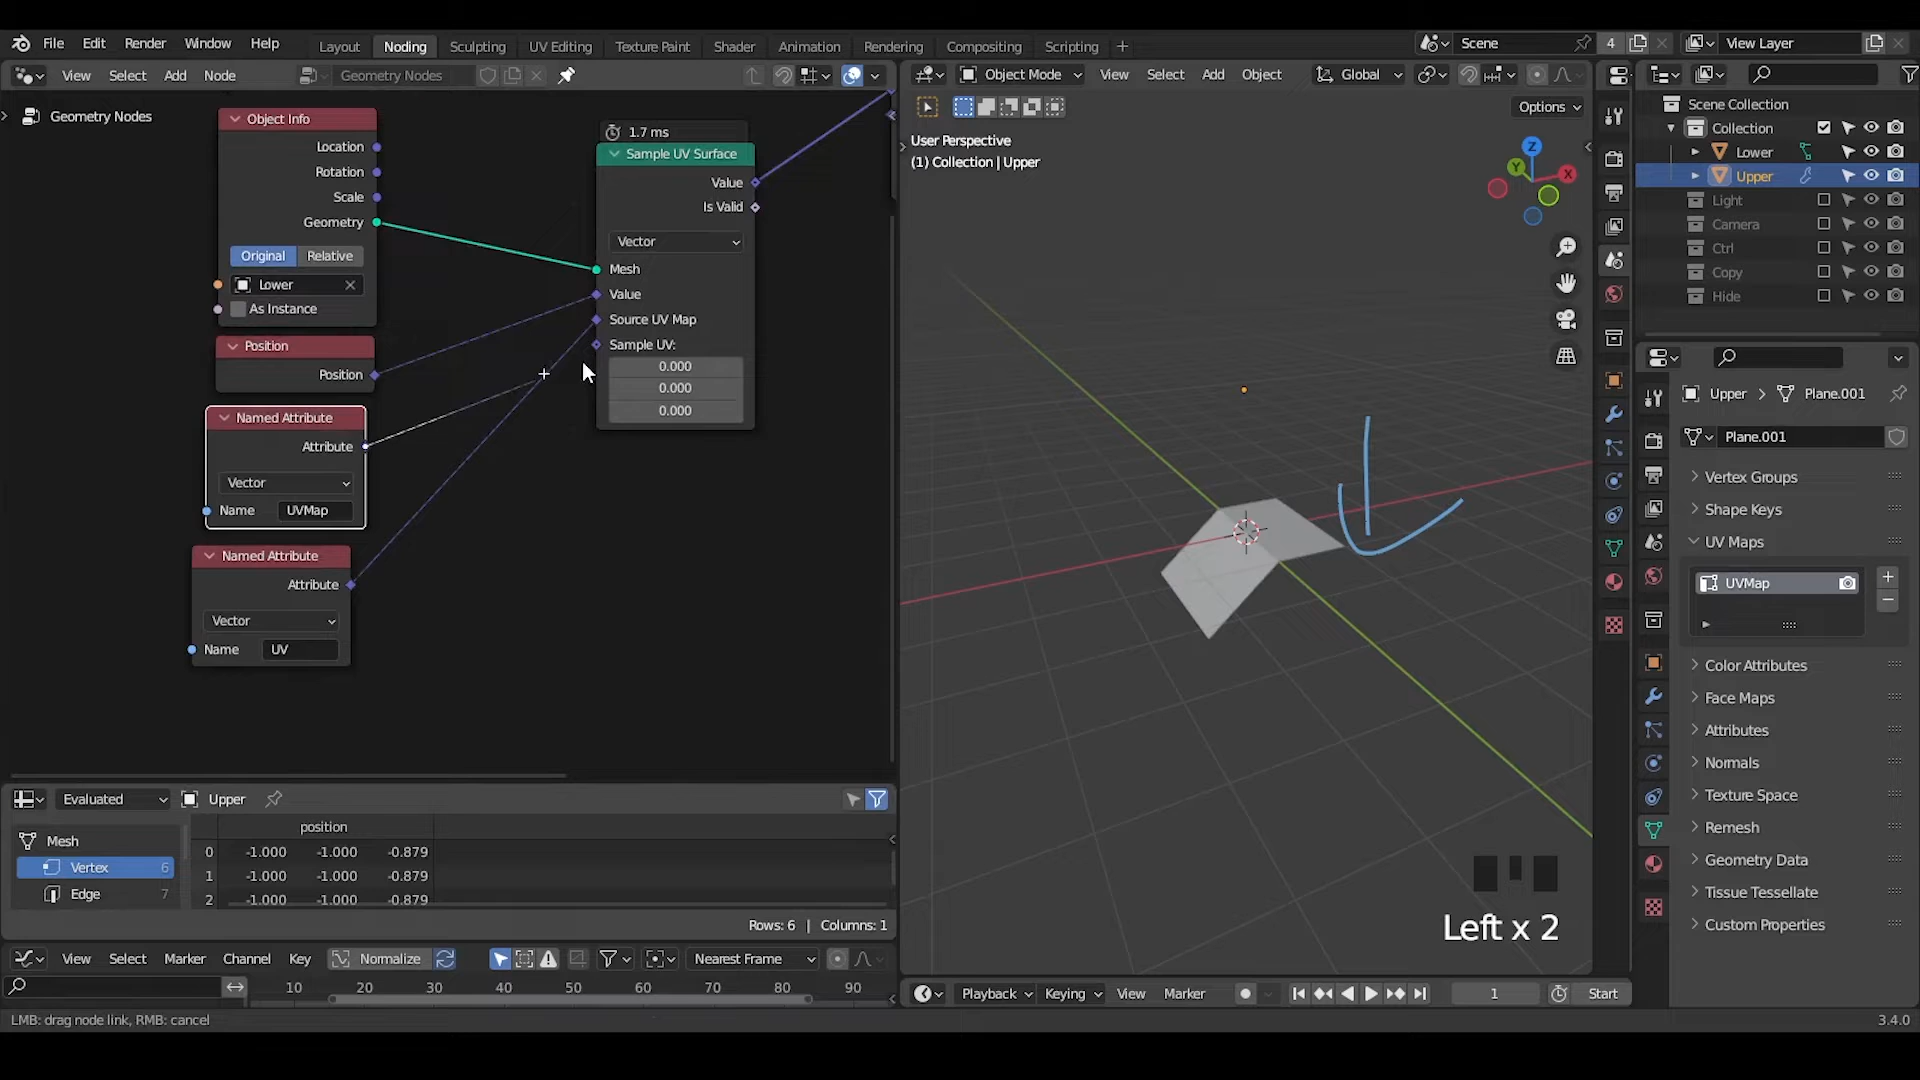 File Edit Render Window Help Layout Noding Sculpting UV Editing Texture Paint Shader Animation Rendering Compositing Scripting + Scene 4 View Layer
View Select Add Node Geometry Nodes Object Mode View Select Add Object Global
Geometry Nodes
Options
User Perspective
(1) Collection | Upper
Z
Y
X
Object Info
Location
Rotation
Scale
Geometry
Original Relative
Lower
As Instance
Position
Position
Named Attribute
Attribute
Vector
Name UVMap
Named Attribute
Attribute
Vector
Name UV
1.7 ms
Sample UV Surface
Value
Is Valid
Vector
Mesh
Value
Source UV Map
Sample UV:
0.000
0.000
0.000
Scene Collection
Collection
Lower
Upper
Light
Camera
Ctrl
Copy
Hide
Upper Plane.001
Plane.001
Vertex Groups
Shape Keys
UV Maps
UVMap
Color Attributes
Face Maps
Attributes
Normals
Texture Space
Remesh
Geometry Data
Tissue Tessellate
Custom Properties
Left x 2
Evaluated Upper
Mesh
Vertex 6
Edge 7
position
0 -1.000 -1.000 -0.879
1 -1.000 -1.000 -0.879
2 -1.000 -1.000 -0.879
Rows: 6 | Columns: 1
View Select Marker Channel Key Normalize Nearest Frame
10 20 30 40 50 60 70 80 90
Playback Keying View Marker 1 Start
LMB: drag node link, RMB: cancel
3.4.0